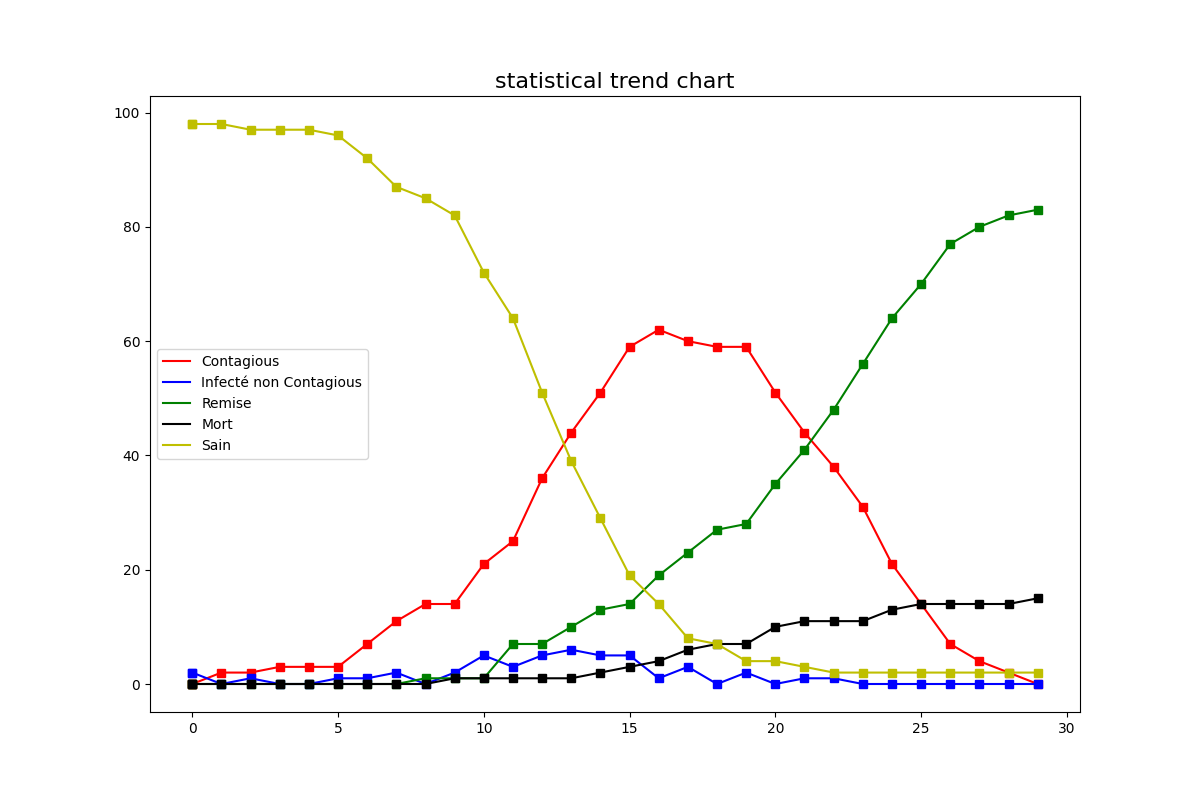 statistical trend chart
100
80
60
40
20
0
Contagious
Infecté non Contagious
Remise
Mort
Sain
0 5 10 15 20 25 30